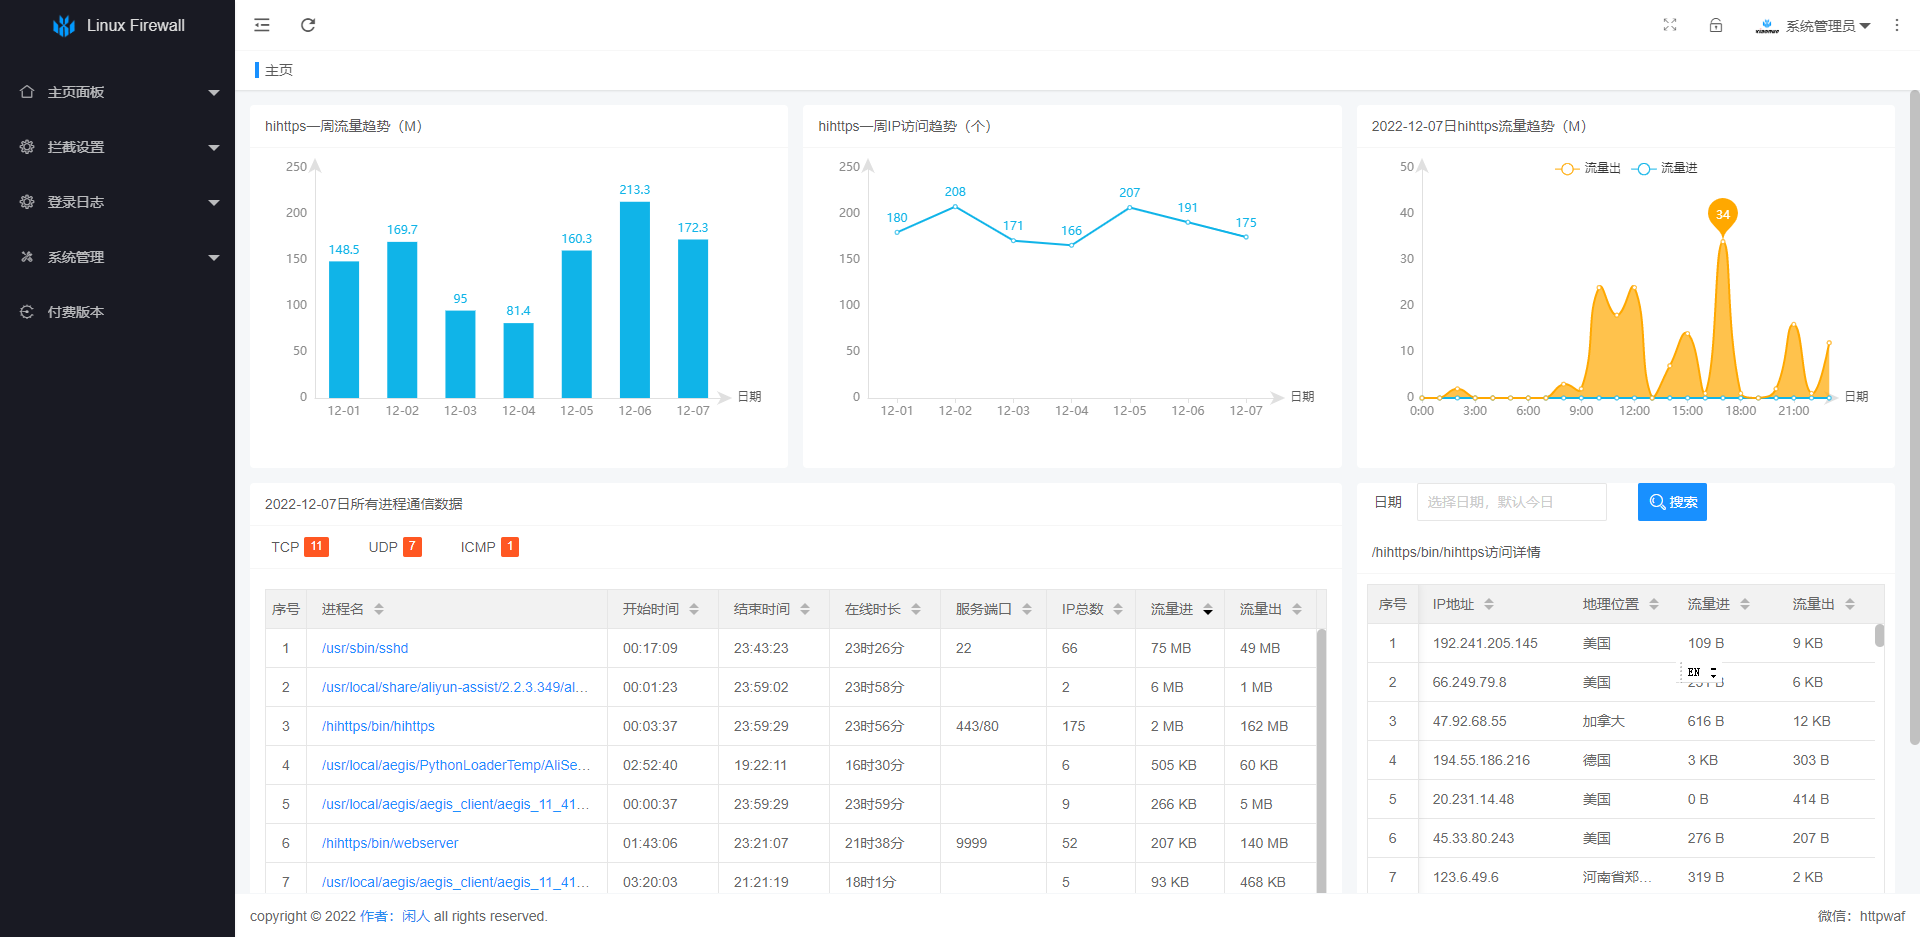 Linux Firewall
主页面板
拦截设置
登录日志
系统管理
付费版本
系统管理员
主页
hihttps—周流量趋势（M）
250
200
150
100
50
0
148.5
169.7
95
81.4
160.3
213.3
172.3
12-01 12-02 12-03 12-04 12-05 12-06 12-07
日期
hihttps—周IP访问趋势（个）
250
200
150
100
50
0
180
208
171
166
207
191
175
12-01 12-02 12-03 12-04 12-05 12-06 12-07
日期
2022-12-07日hihttps流量趋势（M）
流量出 流量进
50
40
30
20
10
0
34
0:00 3:00 6:00 9:00 12:00 15:00 18:00 21:00
日期
2022-12-07日所有进程通信数据
TCP 11 UDP 7 ICMP 1
序号 进程名 开始时间 结束时间 在线时长 服务端口 IP总数 流量进 流量出
1 /usr/sbin/sshd 00:17:09 23:43:23 23时26分 22 66 75 MB 49 MB
2 /usr/local/share/aliyun-assist/2.2.3.349/al... 00:01:23 23:59:02 23时58分 2 6 MB 1 MB
3 /hihttps/bin/hihttps 00:03:37 23:59:29 23时56分 443/80 175 2 MB 162 MB
4 /usr/local/aegis/PythonLoaderTemp/AliSe... 02:52:40 19:22:11 16时30分 6 505 KB 60 KB
5 /usr/local/aegis/aegis_client/aegis_11_41... 00:00:37 23:59:29 23时59分 9 266 KB 5 MB
6 /hihttps/bin/webserver 01:43:06 23:21:07 21时38分 9999 52 207 KB 140 MB
7 /usr/local/aegis/aegis_client/aegis_11_41... 03:20:03 21:21:19 18时1分 5 93 KB 468 KB
日期 选择日期，默认今日 搜索
/hihttps/bin/hihttps访问详情
序号 IP地址 地理位置 流量进 流量出
1 192.241.205.145 美国 109 B 9 KB
EN
2 66.249.79.8 美国 6 KB
3 47.92.68.55 加拿大 616 B 12 KB
4 194.55.186.216 德国 3 KB 303 B
5 20.231.14.48 美国 0 B 414 B
6 45.33.80.243 美国 276 B 207 B
7 123.6.49.6 河南省郑... 319 B 2 KB
copyright © 2022 作者：闲人 all rights reserved.
微信：httpwaf